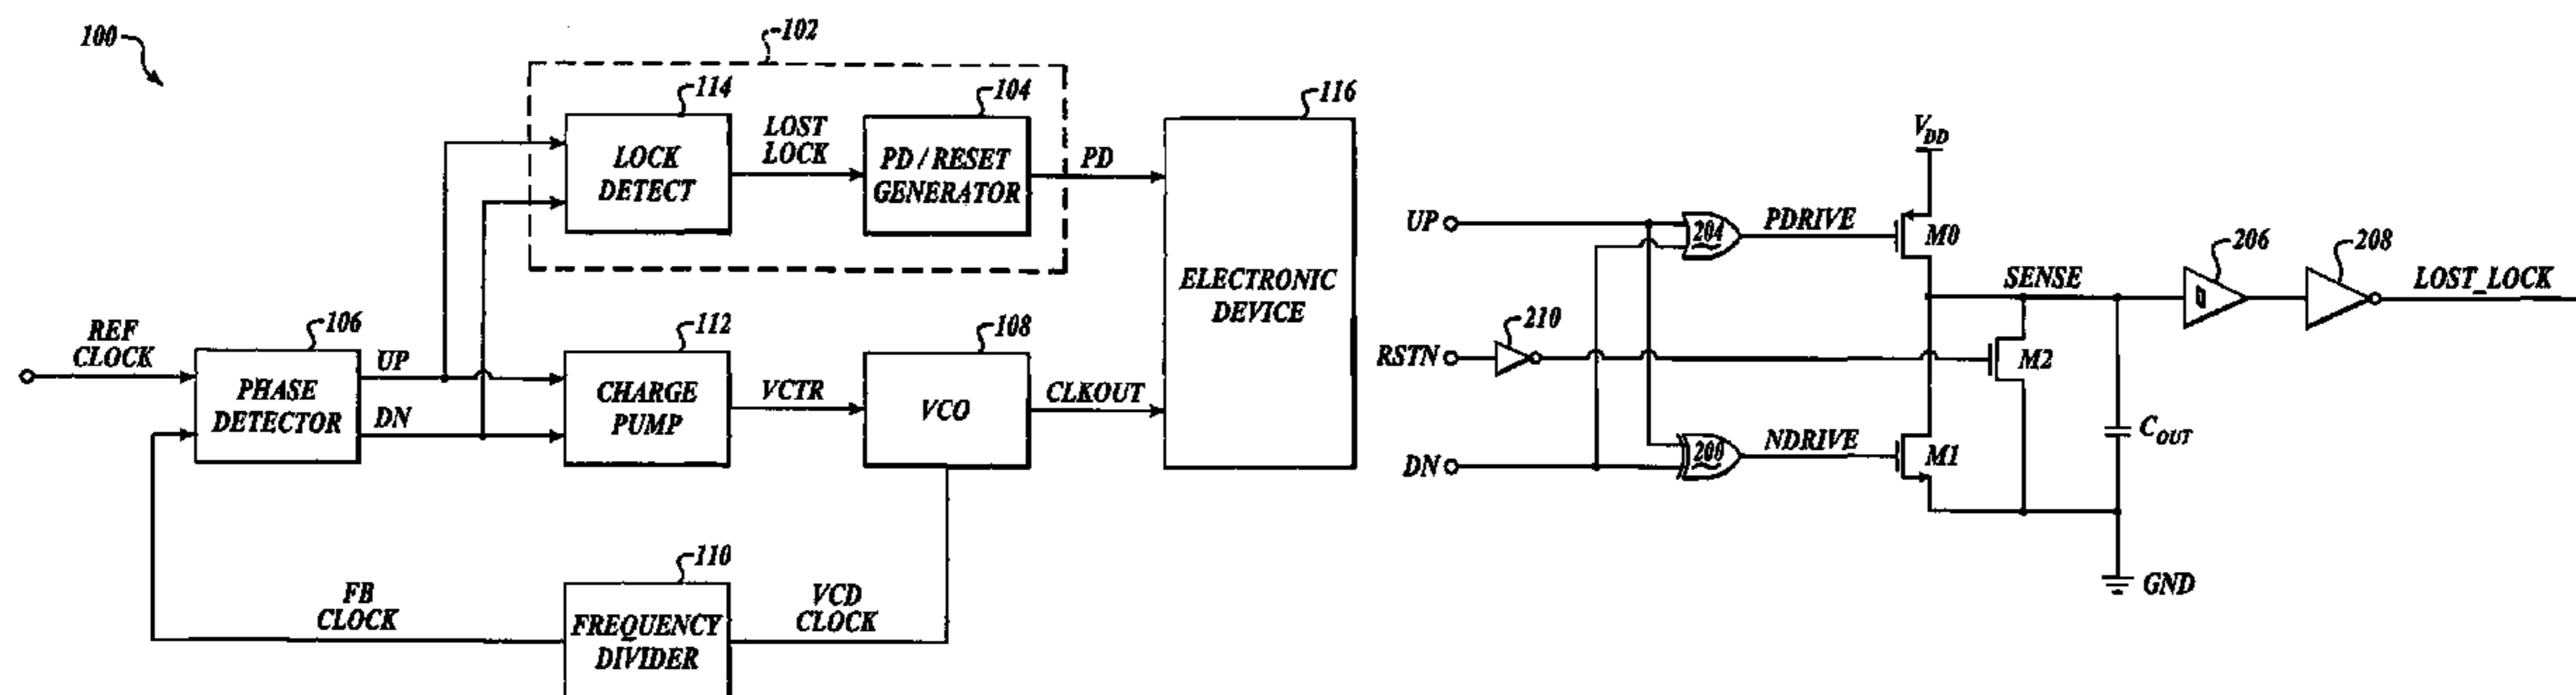 100
102
114
104
116
LOST
LOCK
LOCK
DETECT
PD / RESET
GENERATOR
PD
ELECTRONIC
DEVICE
REF
CLOCK
106
112
108
UP
DN
PHASE
DETECTOR
CHARGE
PUMP
VCTR
VCO
CLKOUT
110
FB
CLOCK
FREQUENCY
DIVIDER
VCD
CLOCK
VDD
UP
204
PDRIVE
M0
206
208
SENSE
LOST_LOCK
210
RSTN
M2
DN
200
NDRIVE
M1
COUT
GND